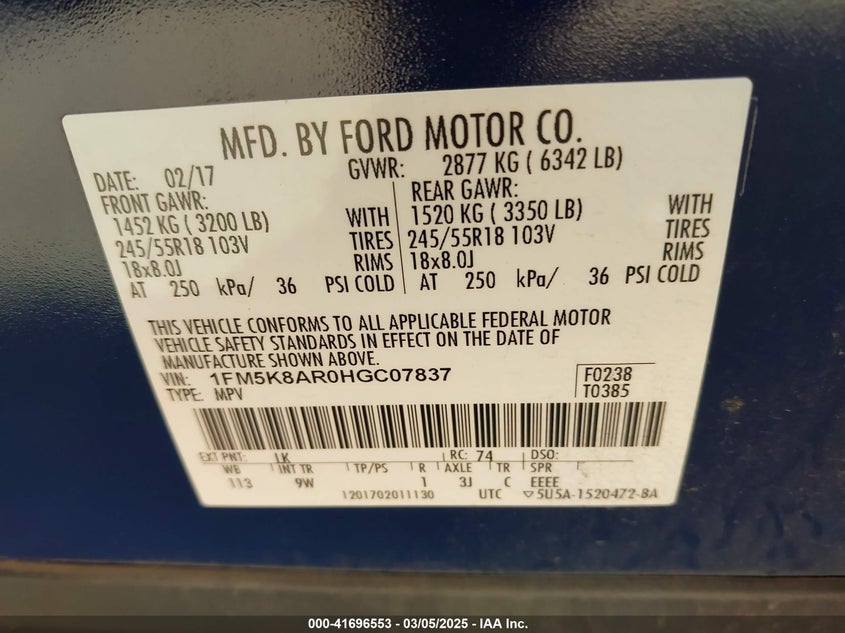 MFD. BY FORD MOTOR CO.
DATE: 02/17 GVWR: 2877 KG ( 6342 LB)
FRONT GAWR: REAR GAWR:
1452 KG ( 3200 LB) WITH 1520 KG ( 3350 LB) WITH
245/55R18 103V TIRES 245/55R18 103V TIRES
18x8.0J RIMS 18x8.0J RIMS
AT 250 kPa/ 36 PSI COLD AT 250 kPa/ 36 PSI COLD
THIS VEHICLE CONFORMS TO ALL APPLICABLE FEDERAL MOTOR
VEHICLE SAFETY STANDARDS IN EFFECT ON THE DATE OF
MANUFACTURE SHOWN ABOVE.
VIN: 1FM5K8AR0HGC07837 F0238
TYPE: MPV T0385
EXT PNT: LK RC: 74 DSO:
WB INT TR TP/PS R AXLE TR SPR
113 9W 1 3J C EEEE
1201702011130 UTC ▽5U5A-1520472-BA
000-41696553 - 03/05/2025 - IAA Inc.